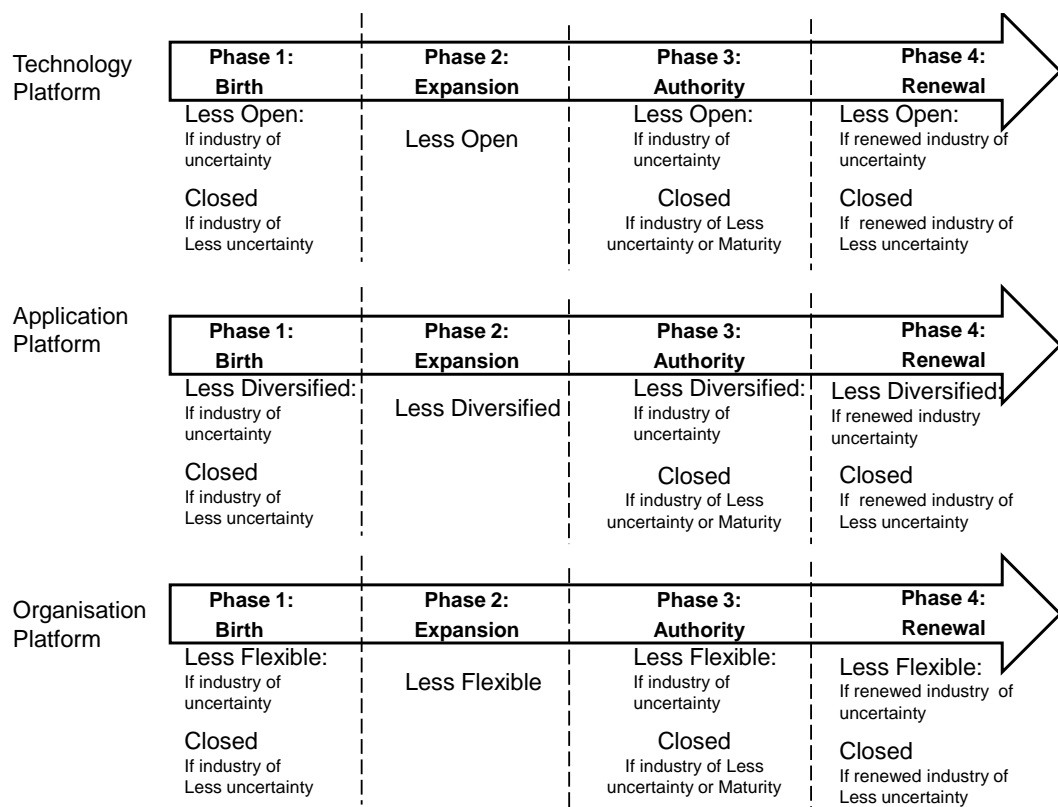 Technology
Platform
Phase 1:
Birth
Phase 2:
Expansion
Phase 3:
Authority
Phase 4:
Renewal
Less Open:
If industry of
uncertainty
Closed
If industry of
Less uncertainty
Less Open
Less Open:
If industry of
uncertainty
Closed
If industry of Less
uncertainty or Maturity
Less Open:
If renewed industry of
uncertainty
Closed
If renewed industry of
Less uncertainty
Application
Platform
Phase 1:
Birth
Phase 2:
Expansion
Phase 3:
Authority
Phase 4:
Renewal
Less Diversified:
If industry of
uncertainty
Closed
If industry of
Less uncertainty
Less Diversified
Less Diversified:
If industry of
uncertainty
Closed
If industry of Less
uncertainty or Maturity
Less Diversified:
If renewed industry
uncertainty
Closed
If renewed industry of
Less uncertainty
Organisation
Platform
Phase 1:
Birth
Phase 2:
Expansion
Phase 3:
Authority
Phase 4:
Renewal
Less Flexible:
If industry of
uncertainty
Closed
If industry of
Less uncertainty
Less Flexible
Less Flexible:
If industry of
uncertainty
Closed
If industry of Less
uncertainty or Maturity
Less Flexible:
If renewed industry of
uncertainty
Closed
If renewed industry of
Less uncertainty